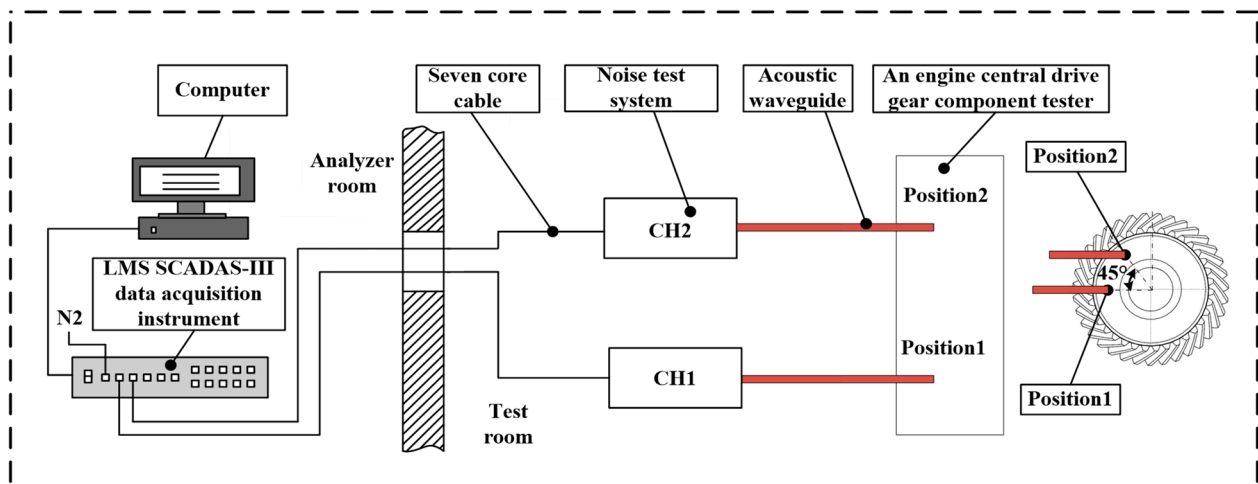 Computer
Seven core
cable
Noise test
system
Acoustic
waveguide
An engine central drive
gear component tester
Analyzer
room
Position2
Position2
CH2
45°
LMS SCADAS-III
data acquisition
instrument
N2
Position1
CH1
Position1
Test
room